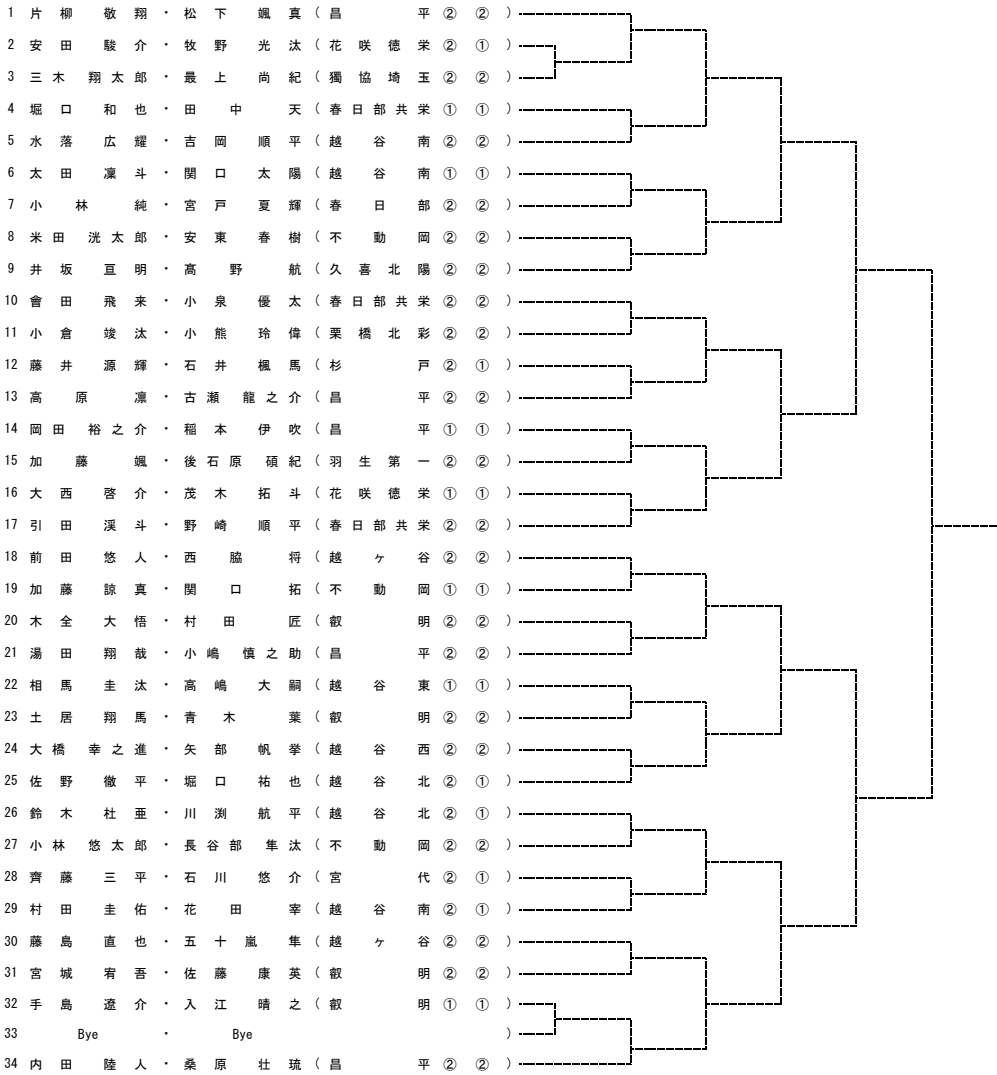 1 片柳 敬翔・松下 颯真(昌平② ②)
2 安田 駿介・牧野 光汰(花咲徳栄② ①)
3 三木 翔太郎・最上 尚紀(獨協埼玉② ②)
4 堀口 和也・田中 天(春日部共栄① ①)
5 水落 広耀・吉岡 順平(越谷南② ②)
6 太田 凜斗・関口 太陽(越谷南① ①)
7 小林 純・宮戸 夏輝(春日部② ②)
8 米田 洸太郎・安東 春樹(不動岡② ②)
9 井坂 亘明・髙野 航(久喜北陽② ②)
10 會田 飛来・小泉 優太(春日部共栄② ②)
11 小倉 竣汰・小熊 玲偉(栗橋北彩② ②)
12 藤井 源輝・石井 楓馬(杉戸② ①)
13 高原 凛・古瀬 龍之介(昌平② ②)
14 岡田 裕之介・稲本 伊吹(昌平① ①)
15 加藤 颯・後石原 碩紀(羽生第一② ②)
16 大西 啓介・茂木 拓斗(花咲徳栄① ①)
17 引田 渓斗・野崎 順平(春日部共栄② ②)
18 前田 悠人・西脇 将(越ヶ谷② ②)
19 加藤 諒真・関口 拓(不動岡① ①)
20 木全 大悟・村田 匠(叡明② ②)
21 湯田 翔哉・小嶋 慎之助(昌平② ②)
22 相馬 圭汰・高嶋 大嗣(越谷東① ①)
23 土居 翔馬・青木 葉(叡明② ②)
24 大橋 幸之進・矢部 帆挙(越谷西② ②)
25 佐野 徹平・堀口 祐也(越谷北② ①)
26 鈴木 杜亜・川渕 航平(越谷北② ①)
27 小林 悠太郎・長谷部 隼汰(不動岡② ②)
28 齊藤 三平・石川 悠介(宮代② ①)
29 村田 圭佑・花田 宰(越谷南② ①)
30 藤島 直也・五十嵐 隼(越ヶ谷② ②)
31 宮城 宥吾・佐藤 康英(叡明② ②)
32 手島 遼介・入江 晴之(叡明① ①)
33 Bye ・ Bye )
34 内田 陸人・桑原 壮琉(昌平② ②)